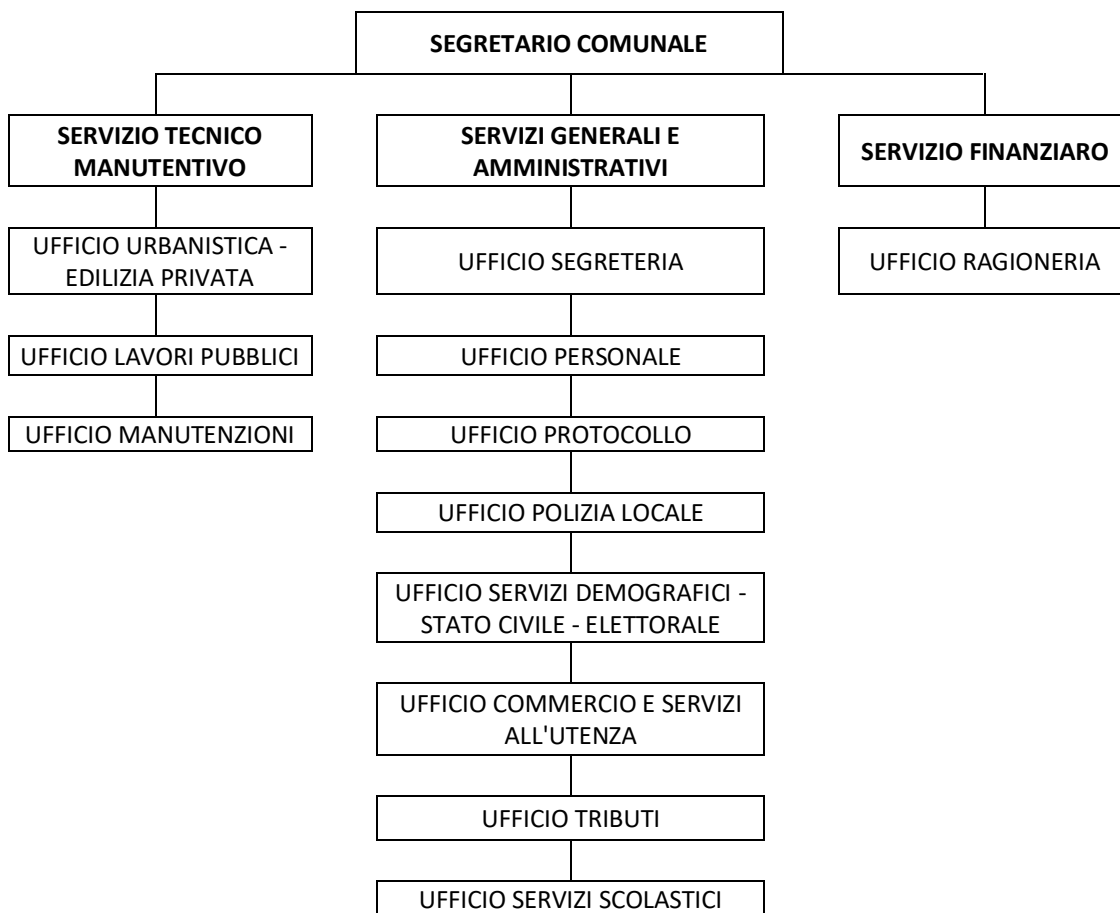 SEGRETARIO COMUNALE
SERVIZIO TECNICO
MANUTENTIVO
SERVIZI GENERALI E
AMMINISTRATIVI
SERVIZIO FINANZIARO
UFFICIO URBANISTICA -
EDILIZIA PRIVATA
UFFICIO SEGRETERIA
UFFICIO RAGIONERIA
UFFICIO LAVORI PUBBLICI
UFFICIO PERSONALE
UFFICIO MANUTENZIONI
UFFICIO PROTOCOLLO
UFFICIO POLIZIA LOCALE
UFFICIO SERVIZI DEMOGRAFICI -
STATO CIVILE - ELETTORALE
UFFICIO COMMERCIO E SERVIZI
ALL'UTENZA
UFFICIO TRIBUTI
UFFICIO SERVIZI SCOLASTICI